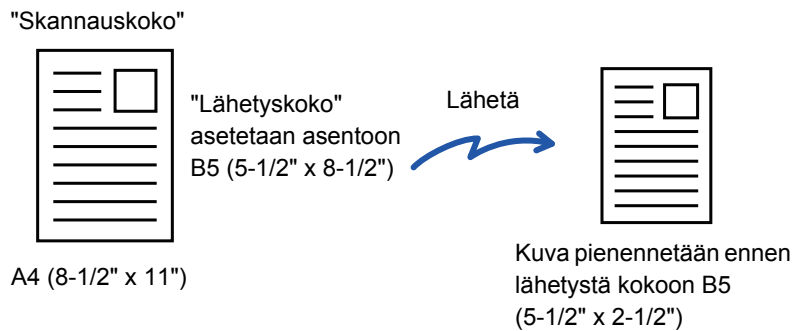 "Skannauskoko"
"Lähetyskoko"
asetetaan asentoon
B5 (5-1/2" x 8-1/2")
Lähetä
A4 (8-1/2" x 11")
Kuva pienennetään ennen
lähetystä kokoon B5
(5-1/2" x 2-1/2")